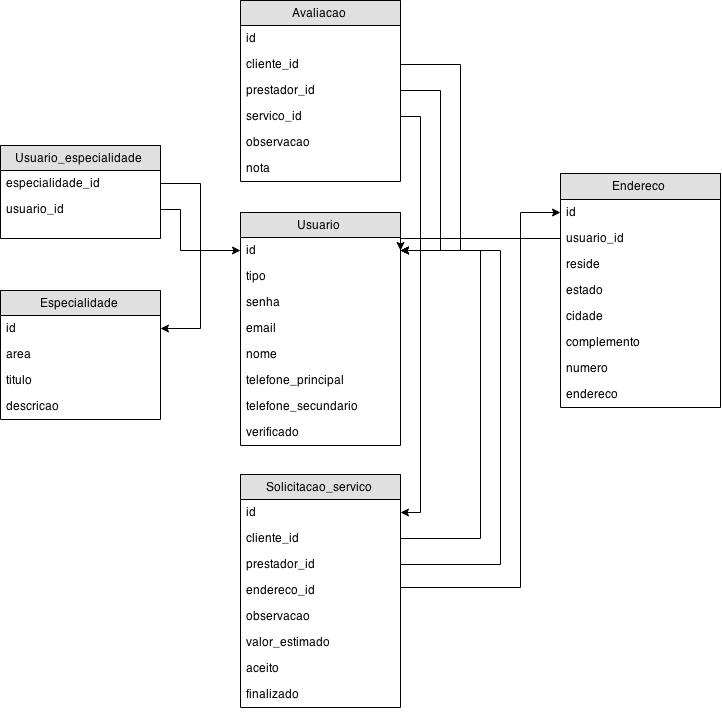 Avaliacao
id
cliente_id
prestador_id
servico_id
observacao
nota
Usuario_especialidade
especialidade_id
usuario_id
Especialidade
id
area
titulo
descricao
Usuario
id
tipo
senha
email
nome
telefone_principal
telefone_secundario
verificado
Endereco
id
usuario_id
reside
estado
cidade
complemento
numero
endereco
Solicitacao_servico
id
cliente_id
prestador_id
endereco_id
observacao
valor_estimado
aceito
finalizado